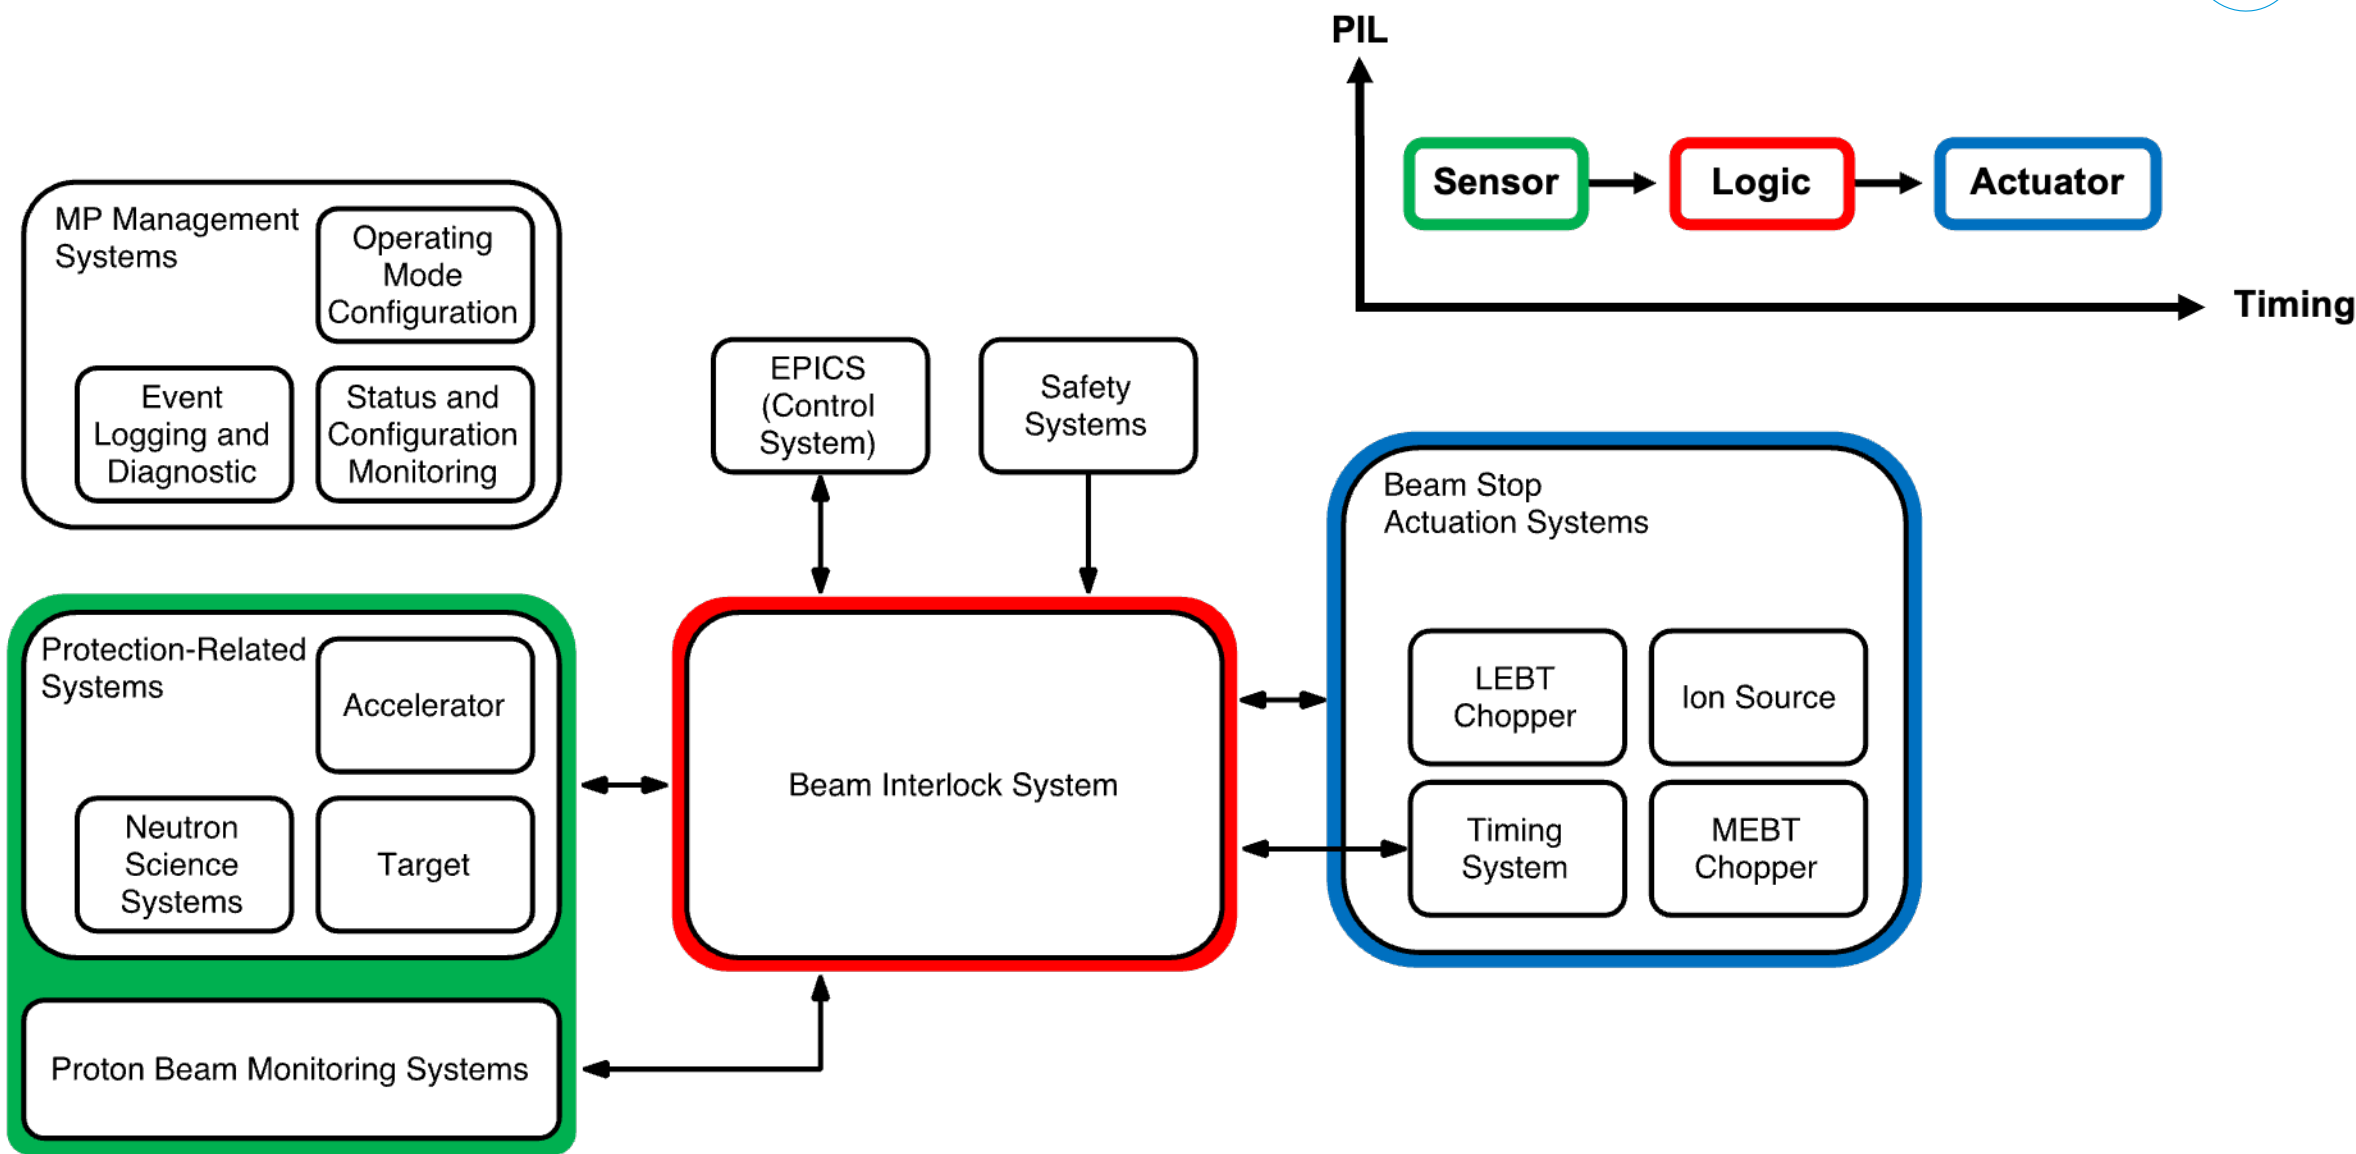 PIL
Sensor
Logic
Actuator
Timing
MP Management
Systems
Operating
Mode
Configuration
Event
Logging and
Diagnostic
Status and
Configuration
Monitoring
EPICS
(Control
System)
Safety
Systems
Beam Stop
Actuation Systems
LEBT
Chopper
Ion Source
Timing
System
MEBT
Chopper
Protection-Related
Systems
Accelerator
Neutron
Science
Systems
Target
Beam Interlock System
Proton Beam Monitoring Systems